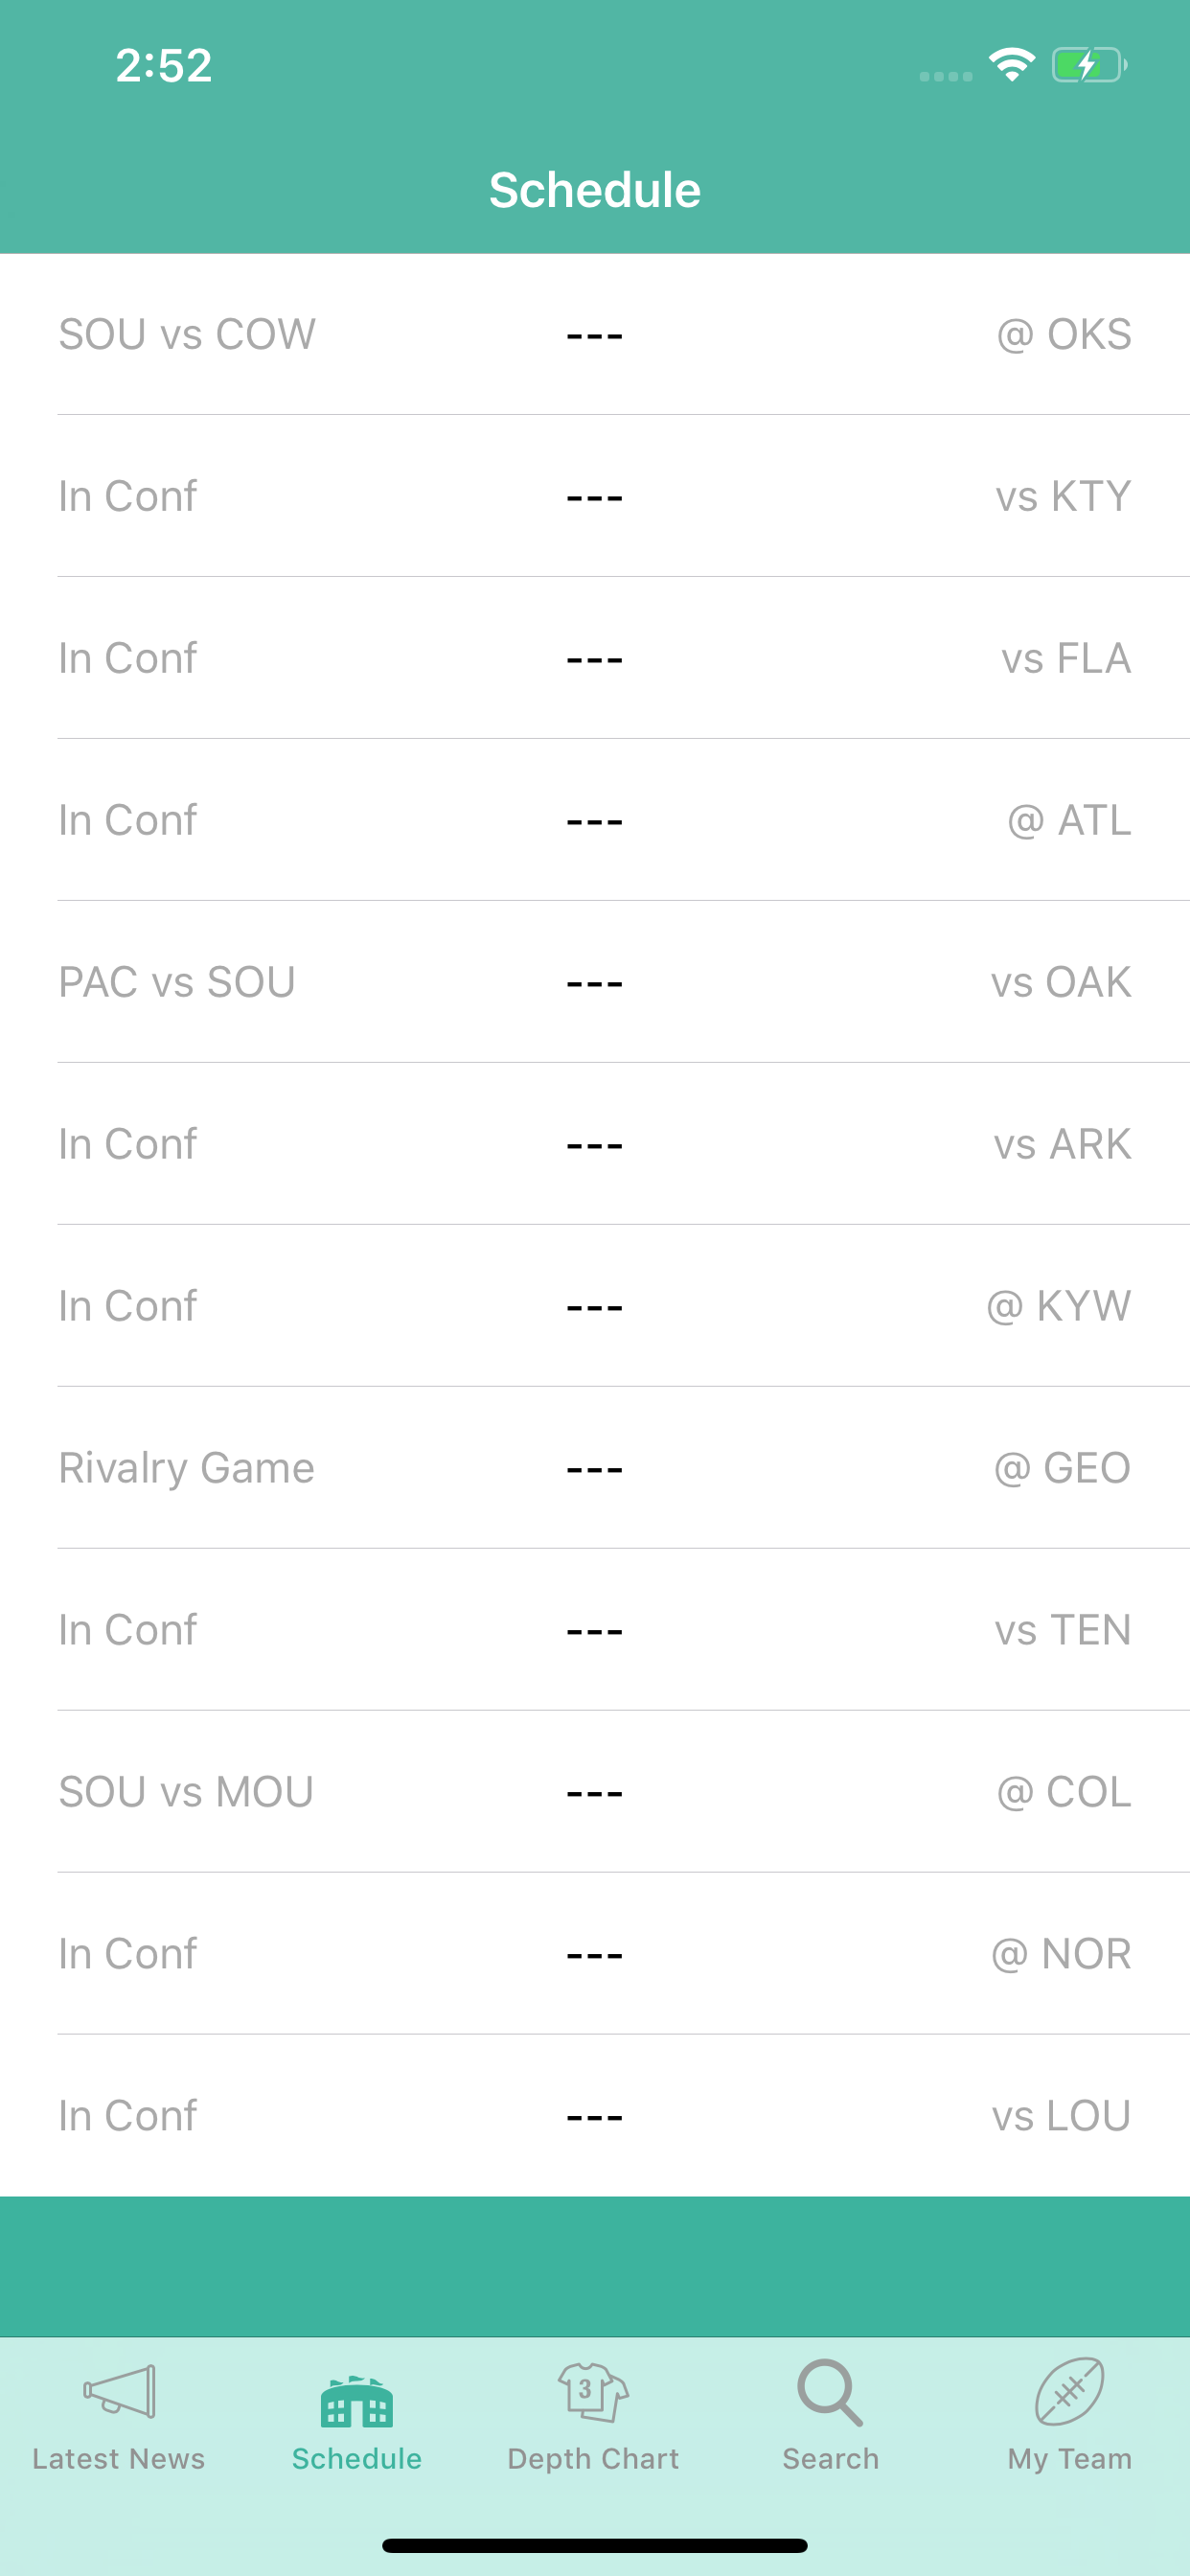 2:52
Schedule
SOU vs COW --- @ OKS
In Conf --- vs KTY
In Conf --- vs FLA
In Conf --- @ ATL
PAC vs SOU --- vs OAK
In Conf --- vs ARK
In Conf --- @ KYW
Rivalry Game --- @ GEO
In Conf --- vs TEN
SOU vs MOU --- @ COL
In Conf --- @ NOR
In Conf --- vs LOU
3
Latest News Schedule Depth Chart Search My Team